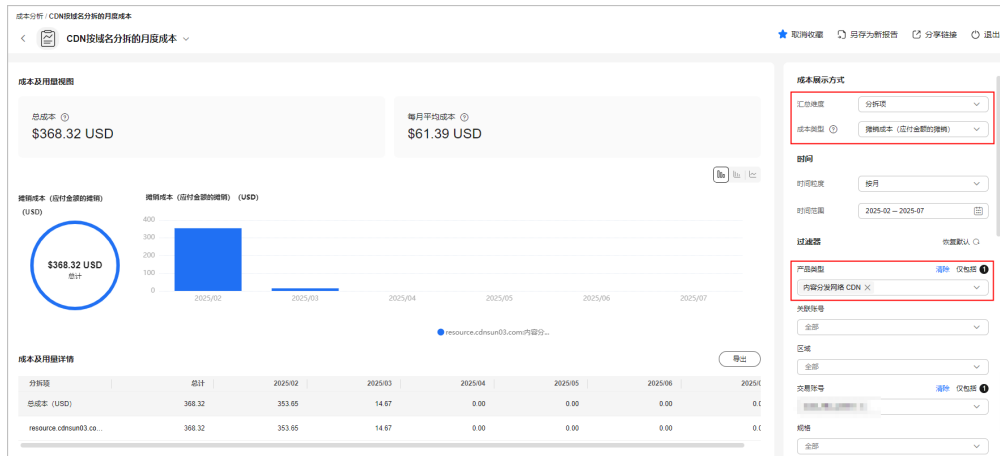 成本分析 / CDN按域名分拆的月度成本
CDN按域名分拆的月度成本
取消收藏 另存为新报告 分享链接 退出
成本及用量视图
总成本
$368.32 USD
每月平均成本
$61.39 USD
摊销成本（应付金额的摊销）
(USD)
$368.32 USD
总计
摊销成本（应付金额的摊销） (USD)
400
300
200
100
0
2025/02 2025/03 2025/04 2025/05 2025/06 2025/07
resource.cdnsun03.com:内容分...
成本及用量详情
导出
分拆项 总计 2025/02 2025/03 2025/04 2025/05 2025/06 2025/0
总成本 (USD) 368.32 353.65 14.67 0.00 0.00 0.00 0.0
resource.cdnsun03.co... 368.32 353.65 14.67 0.00 0.00 0.00 0.0
成本展示方式
汇总维度 分拆项
成本类型 摊销成本（应付金额的摊销）
时间
时间粒度 按月
时间范围 2025-02 – 2025-07
过滤器 恢复默认
产品类型 清除 仅包括 1
内容分发网络 CDN ×
关联账号
全部
区域
全部
交易账号 清除 仅包括 1
规格
全部